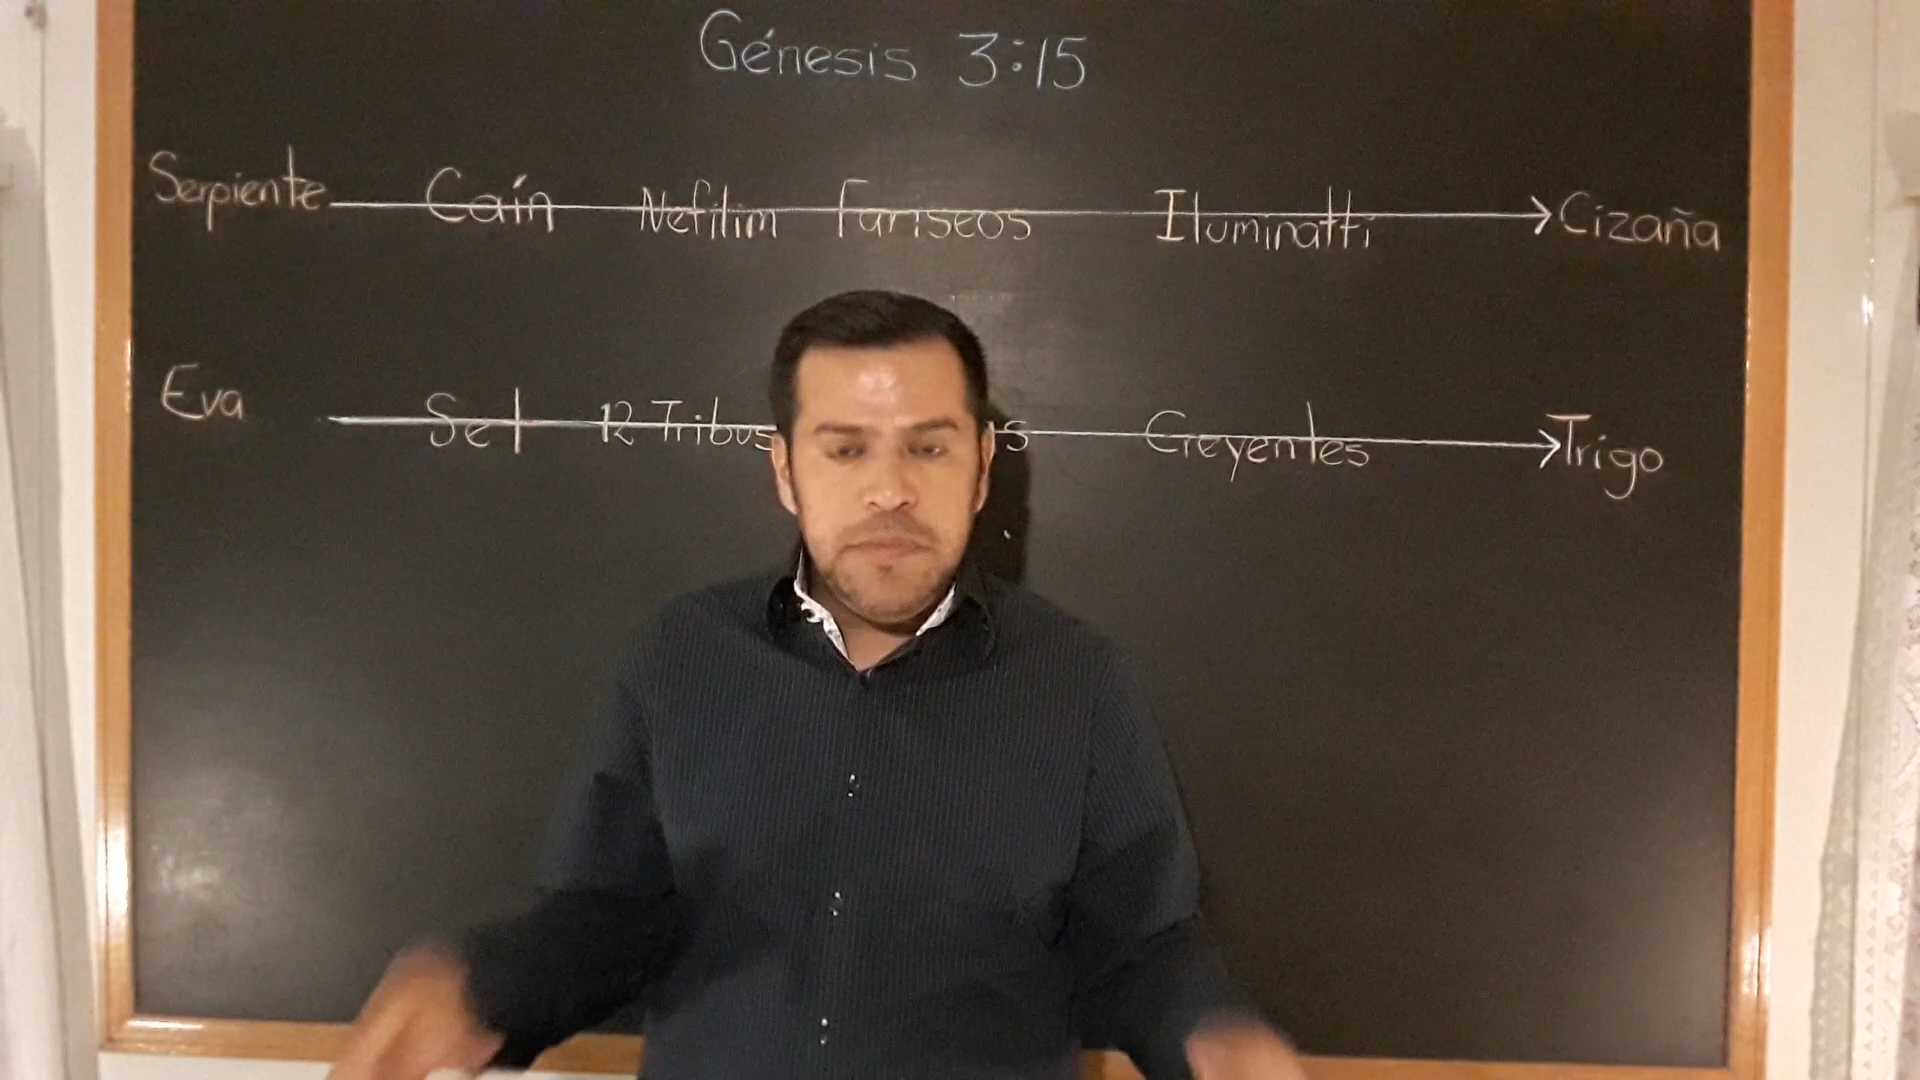 Génesis 3:15
Serpiente Caín Nefilim Fariseos Iluminatti Cizaña
Eva Set 12 Tribus Creyentes Trigo